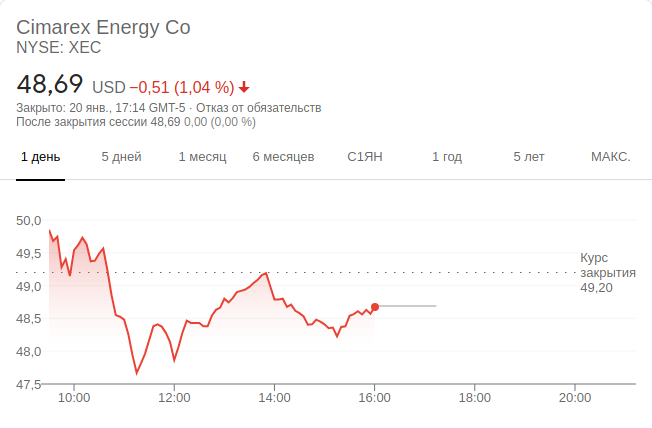 Cimarex Energy Co
NYSE: XEC
48,69 USD −0,51 (1,04 %)
Закрыто: 20 янв., 17:14 GMT-5 · Отказ от обязательств
После закрытия сессии 48,69 0,00 (0,00 %)
1 день 5 дней 1 месяц 6 месяцев С1ЯН 1 год 5 лет МАКС.
50,0
49,5
49,0
48,5
48,0
47,5
Курс
закрытия
49,20
10:00 12:00 14:00 16:00 18:00 20:00